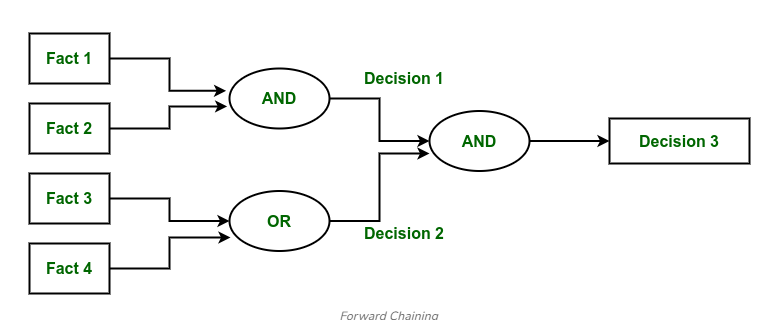 Fact 1
Fact 2
Fact 3
Fact 4
AND
OR
Decision 1
Decision 2
AND
Decision 3
Forward Chaining